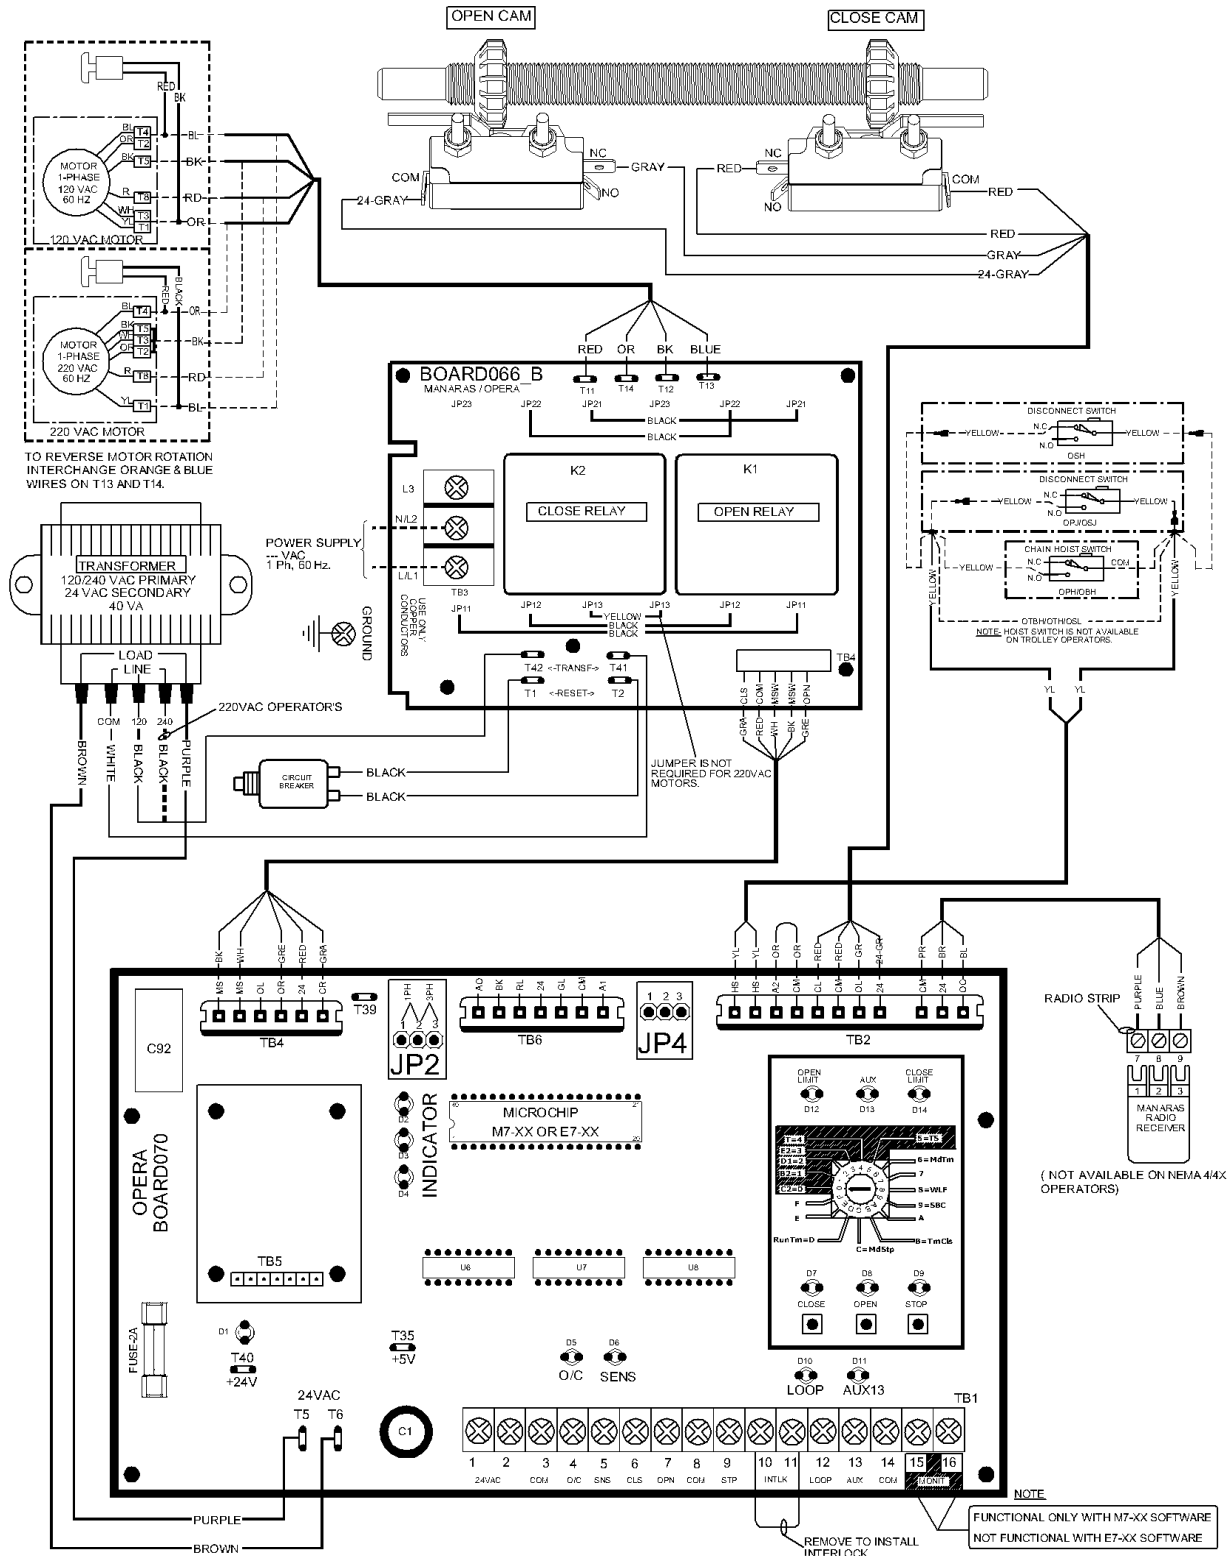 OPEN CAM
CLOSE CAM
RED
BK
BL T4
OR T2
BK T5
R T8
WH T3
YL T1
MOTOR
1-PHASE
120 VAC
60 HZ
BL
BK
RD
OR
120 VAC MOTOR
BLACK
RED
BL T4
BK T5
WH T3
OR T2
R T8
YL T1
MOTOR
1-PHASE
220 VAC
60 HZ
OR
BK
RD
BL
220 VAC MOTOR
TO REVERSE MOTOR ROTATION
INTERCHANGE ORANGE & BLUE
WIRES ON T13 AND T14.
COM
24-GRAY
NC
NO
GRAY
RED
NC
NO
COM
RED
RED
GRAY
24-GRAY
RED OR BK BLUE
T11 T14 T12 T13
BOARD066_B
MANARAS / OPERA
JP23 JP22 JP21 JP23 JP22 JP21
BLACK
BLACK
K2
CLOSE RELAY
K1
OPEN RELAY
L3
N/L2
L/L1
TB3
POWER SUPPLY
--- VAC
1 Ph, 60 Hz.
GROUND
USE ONLY
COPPER
CONDUCTORS
JP11 JP12 JP13 JP13 JP12 JP11
YELLOW
BLACK
BLACK
T42 <-TRANSF-> T41
T1 <-RESET-> T2
TB4
CLS COM MSW MSW OPN
GRA RED WH BK GRE
JUMPER IS NOT
REQUIRED FOR 220VAC
MOTORS.
DISCONNECT SWITCH
YELLOW
N.C
N.O
YELLOW
OSH
DISCONNECT SWITCH
YELLOW
N.C
N.O
YELLOW
OPJ/OSJ
CHAIN HOIST SWITCH
YELLOW
N.C
N.O
COM
OPH/OBH
YELLOW
YELLOW
OTBH/OTH/OSL
NOTE- HOIST SWITCH IS NOT AVAILABLE
ON TROLLEY OPERATORS.
YL YL
TRANSFORMER
120/240 VAC PRIMARY
24 VAC SECONDARY
40 VA
LOAD
LINE
COM 120 240
220VAC OPERATOR'S
BROWN WHITE BLACK BLACK PURPLE
CIRCUIT
BREAKER
BLACK
BLACK
BK WH GRE RED GRA
MS MS OL OR 24 CR
TB4
T39
1PH 3PH
1 2 3
JP2
AO BK RL 24 GL CM A1
TB6
1 2 3
JP4
YL YL OR OR RED RED GR 24-GR PR BR BL
HS HS A2 CM CL CM OL 24 CM 24 OC
TB2
RADIO STRIP
PURPLE BLUE BROWN
7 8 9
1 2 3
MANARAS
RADIO
RECEIVER
( NOT AVAILABLE ON NEMA 4/4X
OPERATORS)
C92
OPERA
BOARD070
TB5
D2
D3
D4
INDICATOR
MICROCHIP
M7-XX OR E7-XX
OPEN
LIMIT
AUX
CLOSE
LIMIT
D12 D13 D14
T=4
E2=3
D1=2
B2=1
C2=0
F
E
RunTm=D
C=MdStp
5=TS
6=MdTm
7
8=WLF
9=SBC
A
B=TmCls
U6 U7 U8
D7 D8 D9
CLOSE OPEN STOP
FUSE-2A
D1
T40
+24V
T35
+5V
D5 D6
O/C SENS
D10 D11
LOOP AUX13
24VAC
T5 T6
C1
TB1
1 2 3 4 5 6 7 8 9 10 11 12 13 14 15 16
24VAC COM O/C SNS CLS OPN COM STP INTLK LOOP AUX COM MONIT
PURPLE
BROWN
REMOVE TO INSTALL
INTERLOCK
NOTE
FUNCTIONAL ONLY WITH M7-XX SOFTWARE
NOT FUNCTIONAL WITH E7-XX SOFTWARE